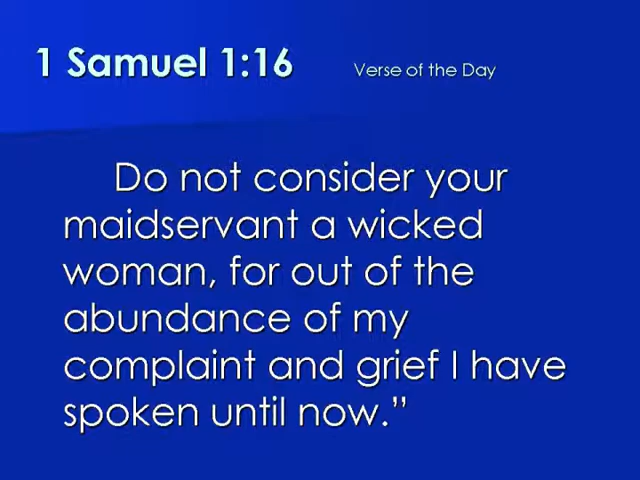 1 Samuel 1:16 Verse of the Day
Do not consider your
maidservant a wicked
woman, for out of the
abundance of my
complaint and grief I have
spoken until now.”